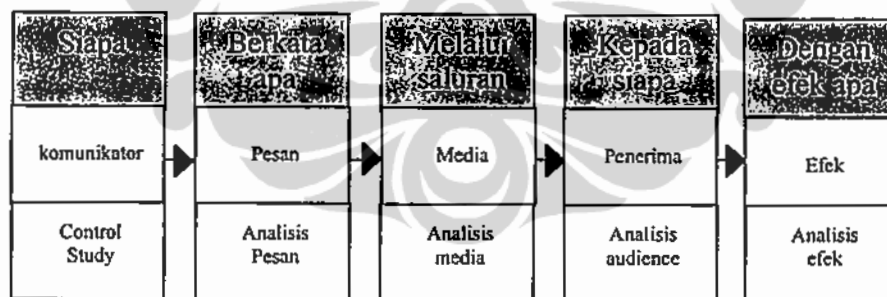 Siapa
Berkata
apa
Melalui
saluran
Kepada
siapa
Dengan
efek apa
komunikator
Pesan
Media
Penerima
Efek
Control
Study
Analisis
Pesan
Analisis
media
Analisis
audience
Analisis
efek